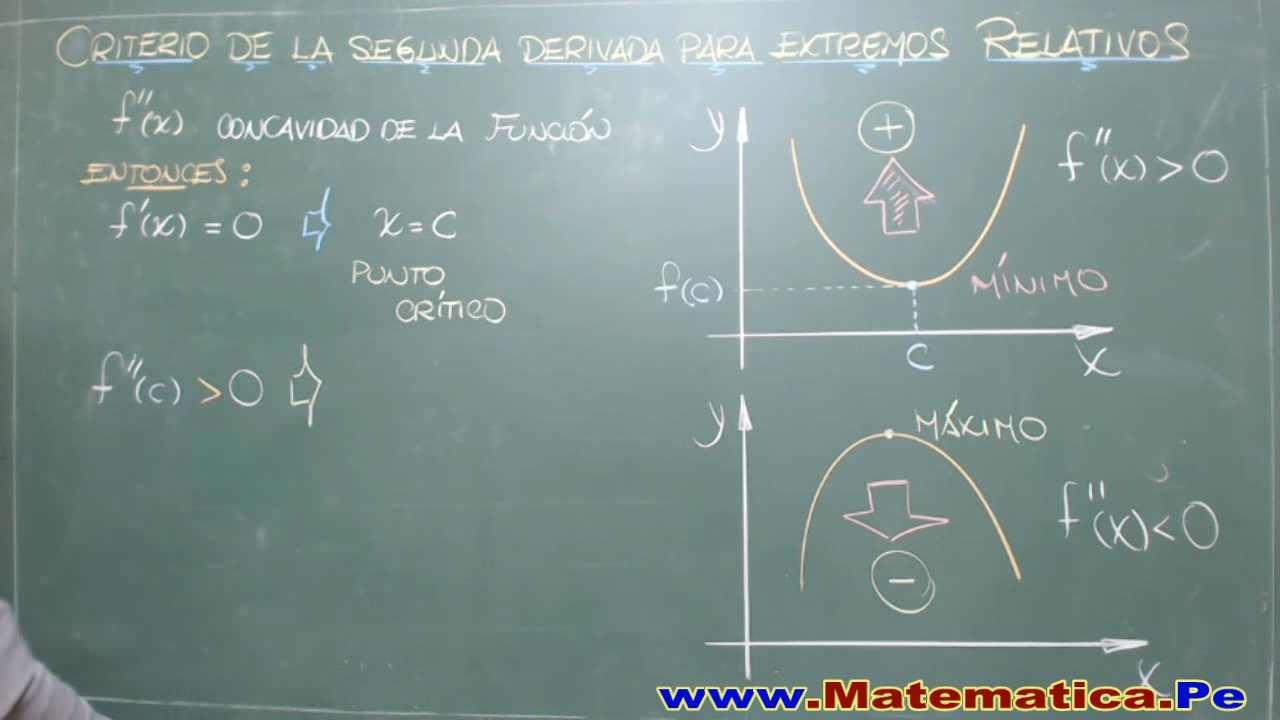 CRITERIO DE LA SEGUNDA DERIVADA PARA EXTREMOS RELATIVOS
f''(x) CONCAVIDAD DE LA FUNCIÓN
ENTONCES:
f'(x) = 0 ⇨ x = C
PUNTO
CRÍTICO
f''(c) > 0 ⇨
y
+
f''(x) > 0
f(c)
MÍNIMO
C
X
y
MÁXIMO
f''(x) < 0
−
X
www.Matematica.Pe